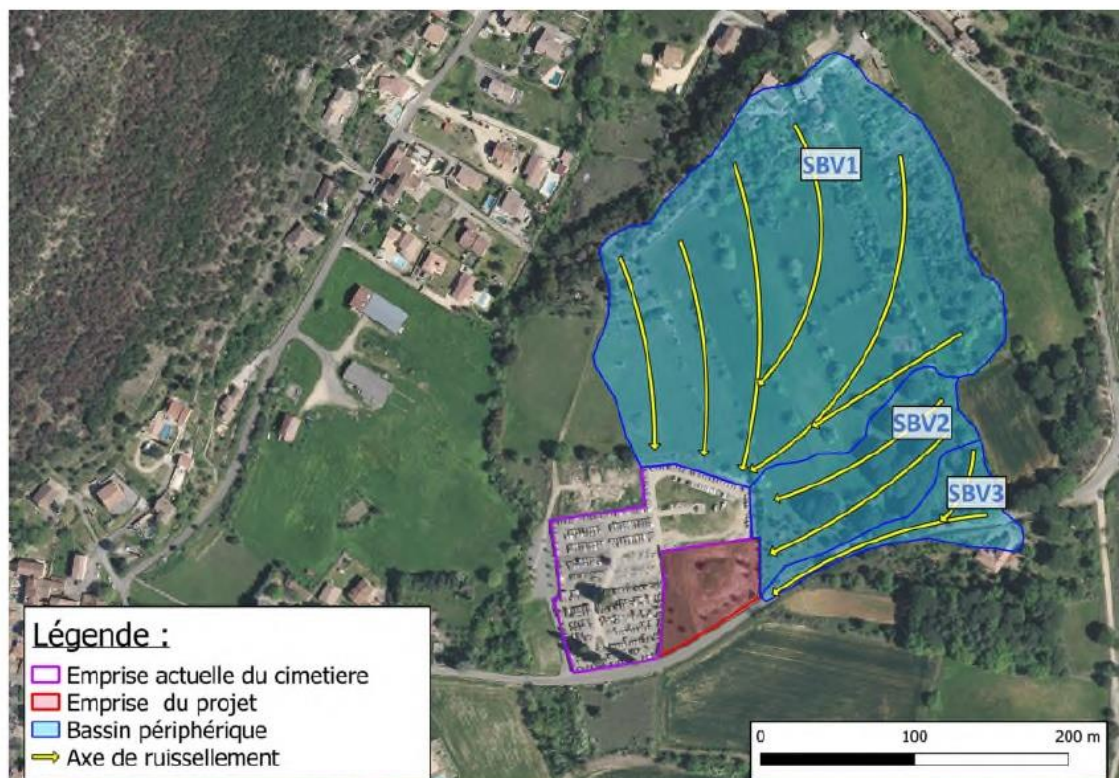 SBV1
SBV2
SBV3
Légende :
Emprise actuelle du cimetiere
Emprise du projet
Bassin périphérique
Axe de ruissellement
0 100 200 m